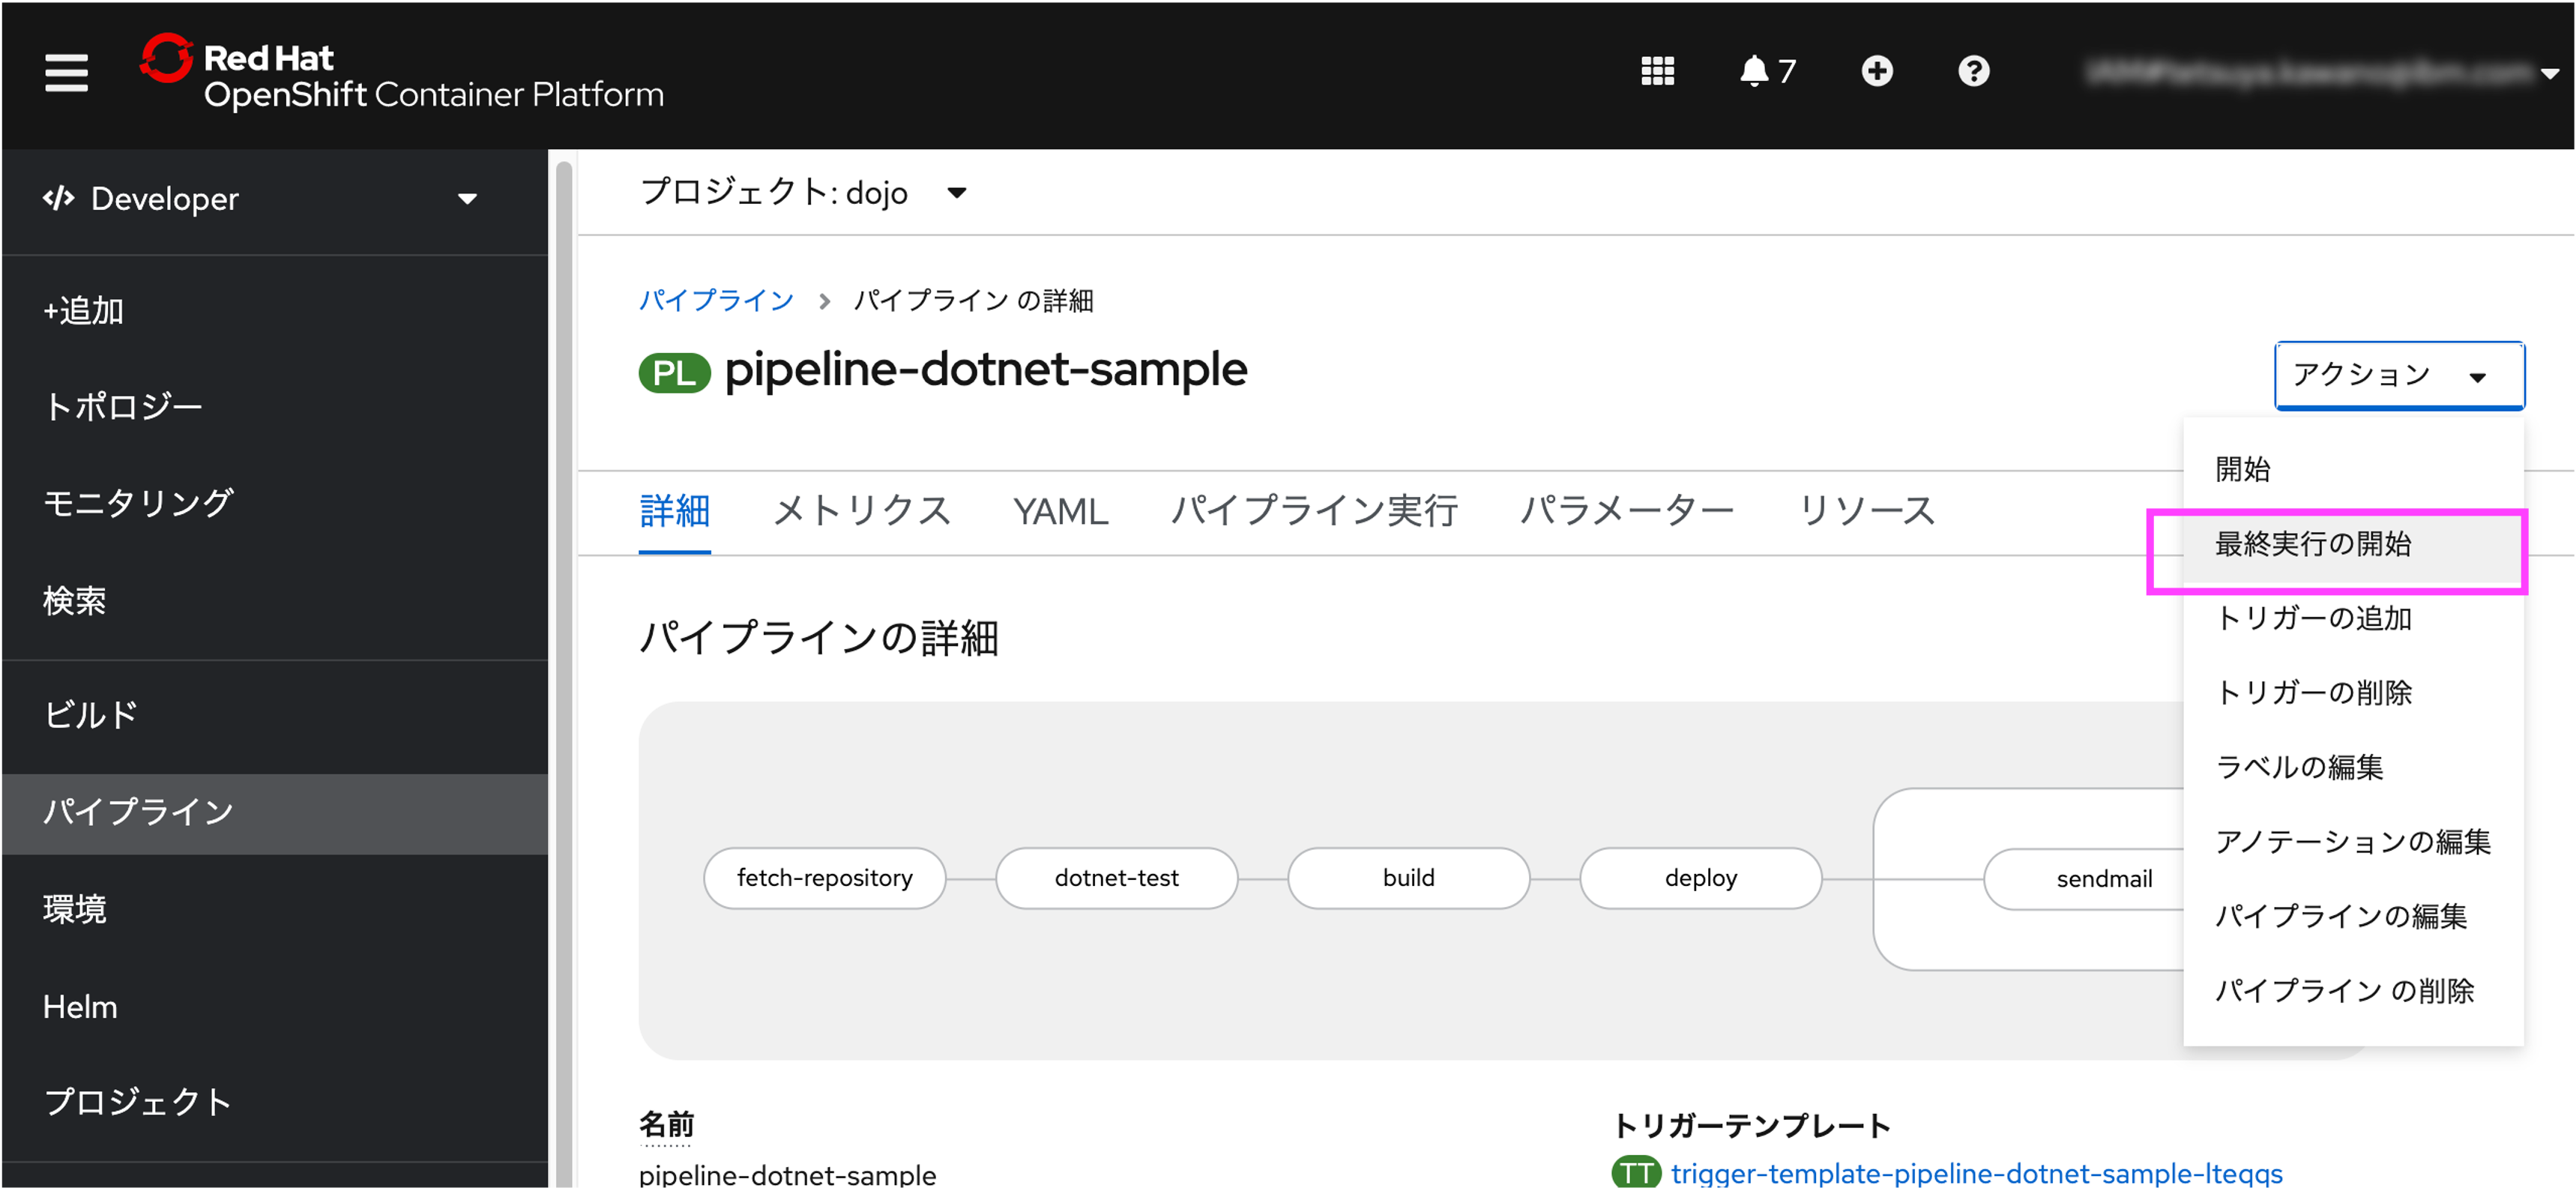 Red Hat
OpenShift Container Platform
7
Developer
プロジェクト: dojo
+追加
トポロジー
モニタリング
検索
ビルド
パイプライン
環境
Helm
プロジェクト
パイプライン > パイプライン の詳細
PL pipeline-dotnet-sample
アクション
開始
最終実行の開始
トリガーの追加
トリガーの削除
ラベルの編集
アノテーションの編集
パイプラインの編集
パイプライン の削除
詳細 メトリクス YAML パイプライン実行 パラメーター リソース
パイプラインの詳細
fetch-repository dotnet-test build deploy sendmail
名前
pipeline-dotnet-sample
トリガーテンプレート
TT trigger-template-pipeline-dotnet-sample-lteqqs